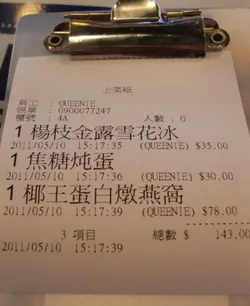 上菜紙
員工 : QUEENIE
帳單 : 0900077247
檯號 : 4A 人數 : 0
1 楊枝金露雪花冰
2011/05/10 15:17:35 (QUEENIE) $35.00
1 焦糖炖蛋
2011/05/10 15:17:36 (QUEENIE) $30.00
1 椰王蛋白燉燕窩
2011/05/10 15:17:39 (QUEENIE) $78.00
3 項目 總數 $ 143.00
2011/05/10 15:17:39